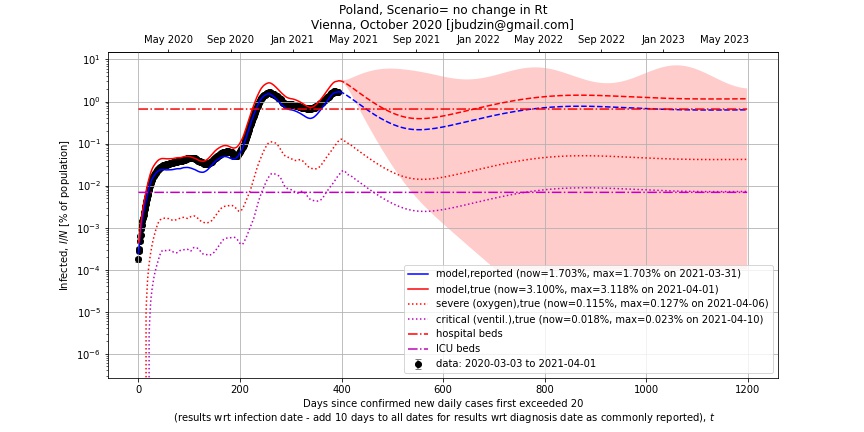 Poland, Scenario= no change in Rt
Vienna, October 2020 [jbudzin@gmail.com]
May 2020 Sep 2020 Jan 2021 May 2021 Sep 2021 Jan 2022 May 2022 Sep 2022 Jan 2023 May 2023
10¹
10⁰
10⁻¹
10⁻²
10⁻³
10⁻⁴
10⁻⁵
10⁻⁶
Infected, I/N [% of population]
model,reported (now=1.703%, max=1.703% on 2021-03-31)
model,true (now=3.100%, max=3.118% on 2021-04-01)
severe (oxygen),true (now=0.115%, max=0.127% on 2021-04-06)
critical (ventil.),true (now=0.018%, max=0.023% on 2021-04-10)
hospital beds
ICU beds
data: 2020-03-03 to 2021-04-01
0 200 400 600 800 1000 1200
Days since confirmed new daily cases first exceeded 20
(results wrt infection date - add 10 days to all dates for results wrt diagnosis date as commonly reported), t